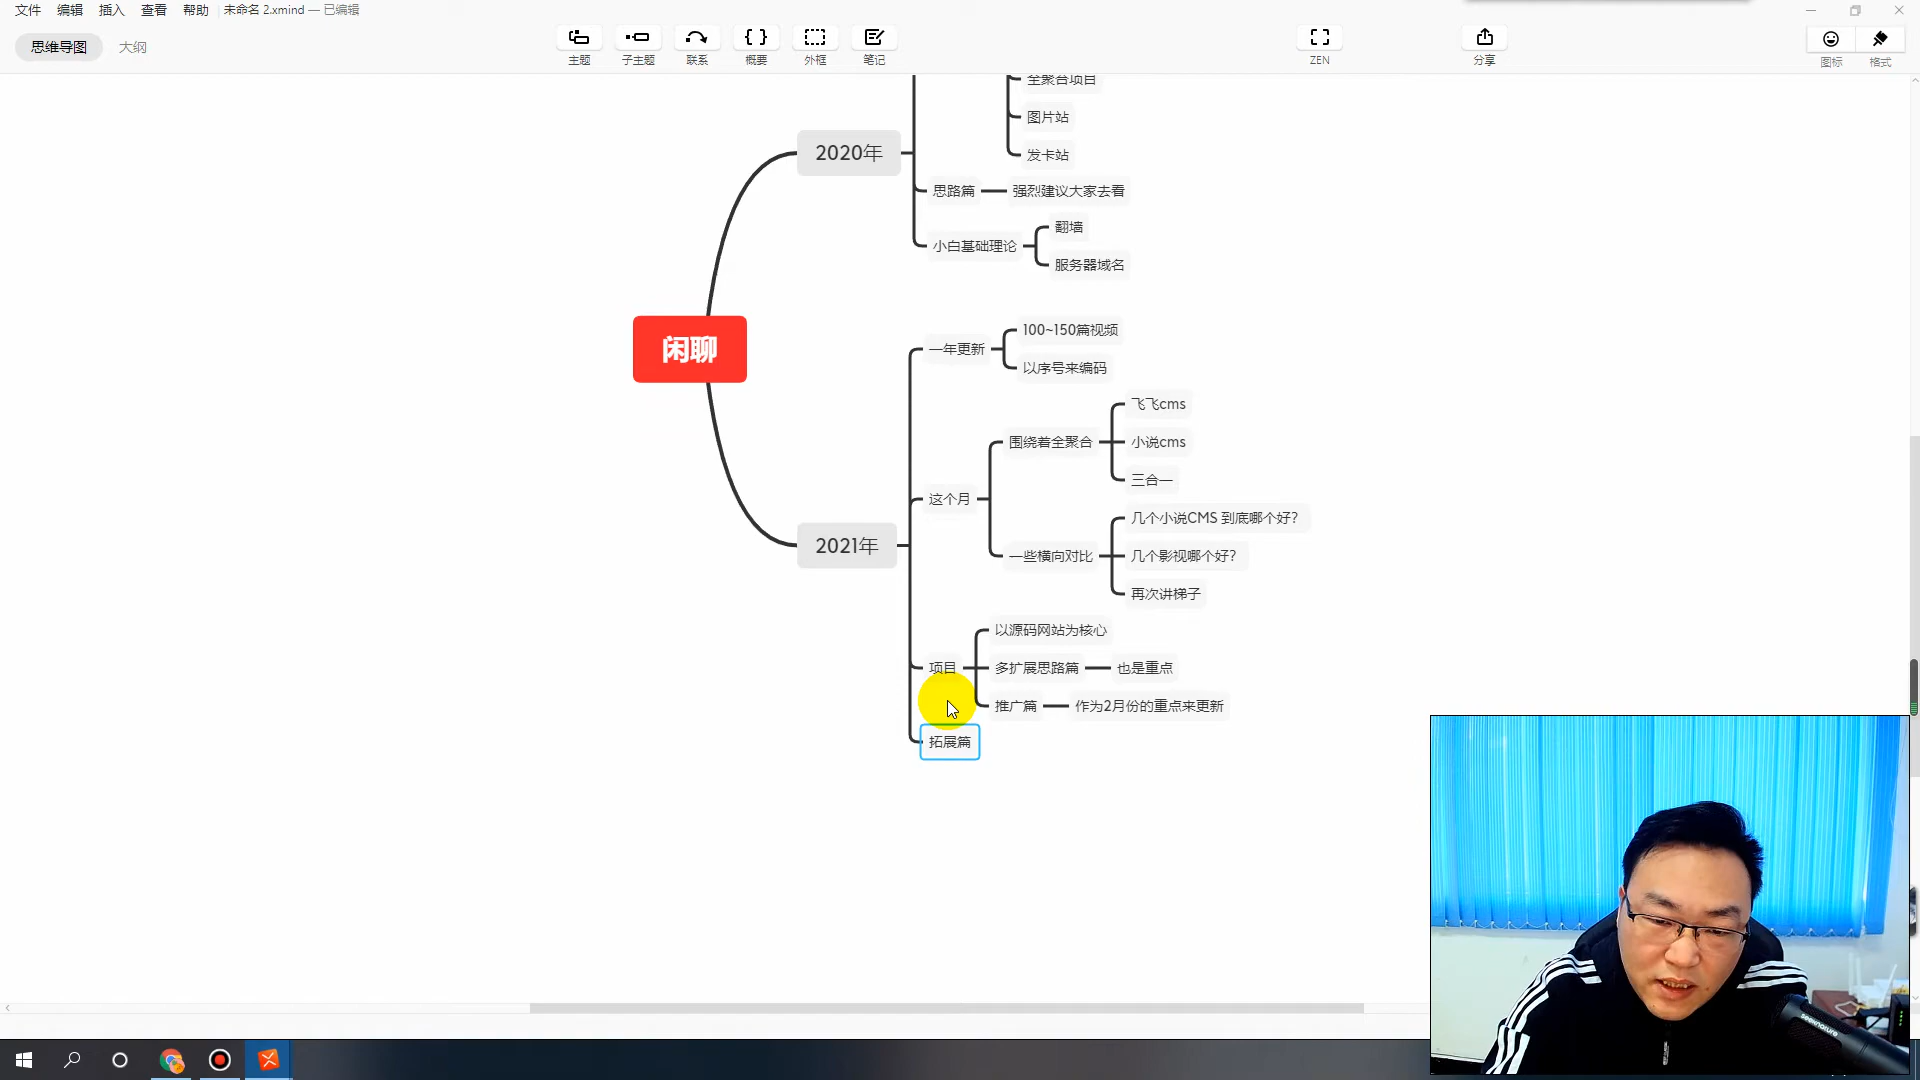 文件 编辑 插入 查看 帮助 未命名 2.xmind — 已编辑
思维导图 大纲
主题 子主题 联系 概要 外框 笔记 ZEN 分享 图标 格式
全聚台项目
图片站
发卡站
2020年
思路篇 强烈建议大家去看
小白基础理论
翻墙
服务器域名
闲聊
2021年
一年更新
100~150篇视频
以序号来编码
这个月
围绕着全聚合
飞飞cms
小说cms
三合一
一些横向对比
几个小说CMS 到底哪个好?
几个影视哪个好?
再次讲梯子
项目
以源码网站为核心
多扩展思路篇 也是重点
推广篇 作为2月份的重点来更新
拓展篇
seeknature